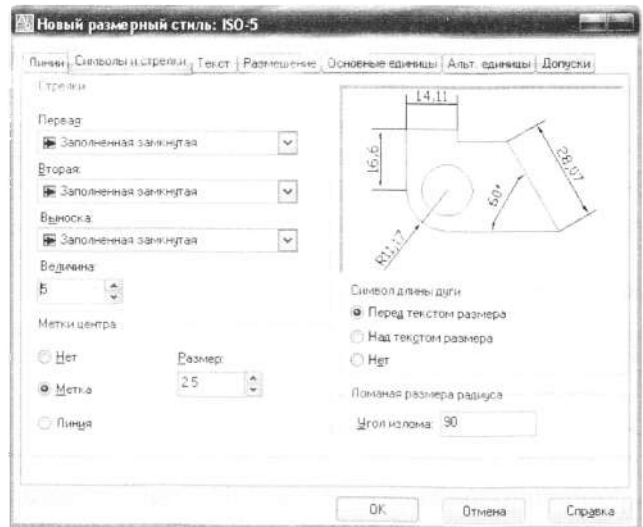 Новый размерный стиль: ISO-5
Линии Символы и стрелки Текст Размещение Основные единицы Альт. единицы Допуски
Стрелки
Первая:
Заполненная замкнутая
Вторая:
Заполненная замкнутая
Выноска:
Заполненная замкнутая
Величина:
5
Метки центра
Нет
Метка
Линия
Размер:
2.5
14,11
16,6
28,07
60°
R11,17
Символ длины дуги
Перед текстом размера
Над текстом размера
Нет
Ломаная размера радиуса
Угол излома: 90
OK Отмена Справка